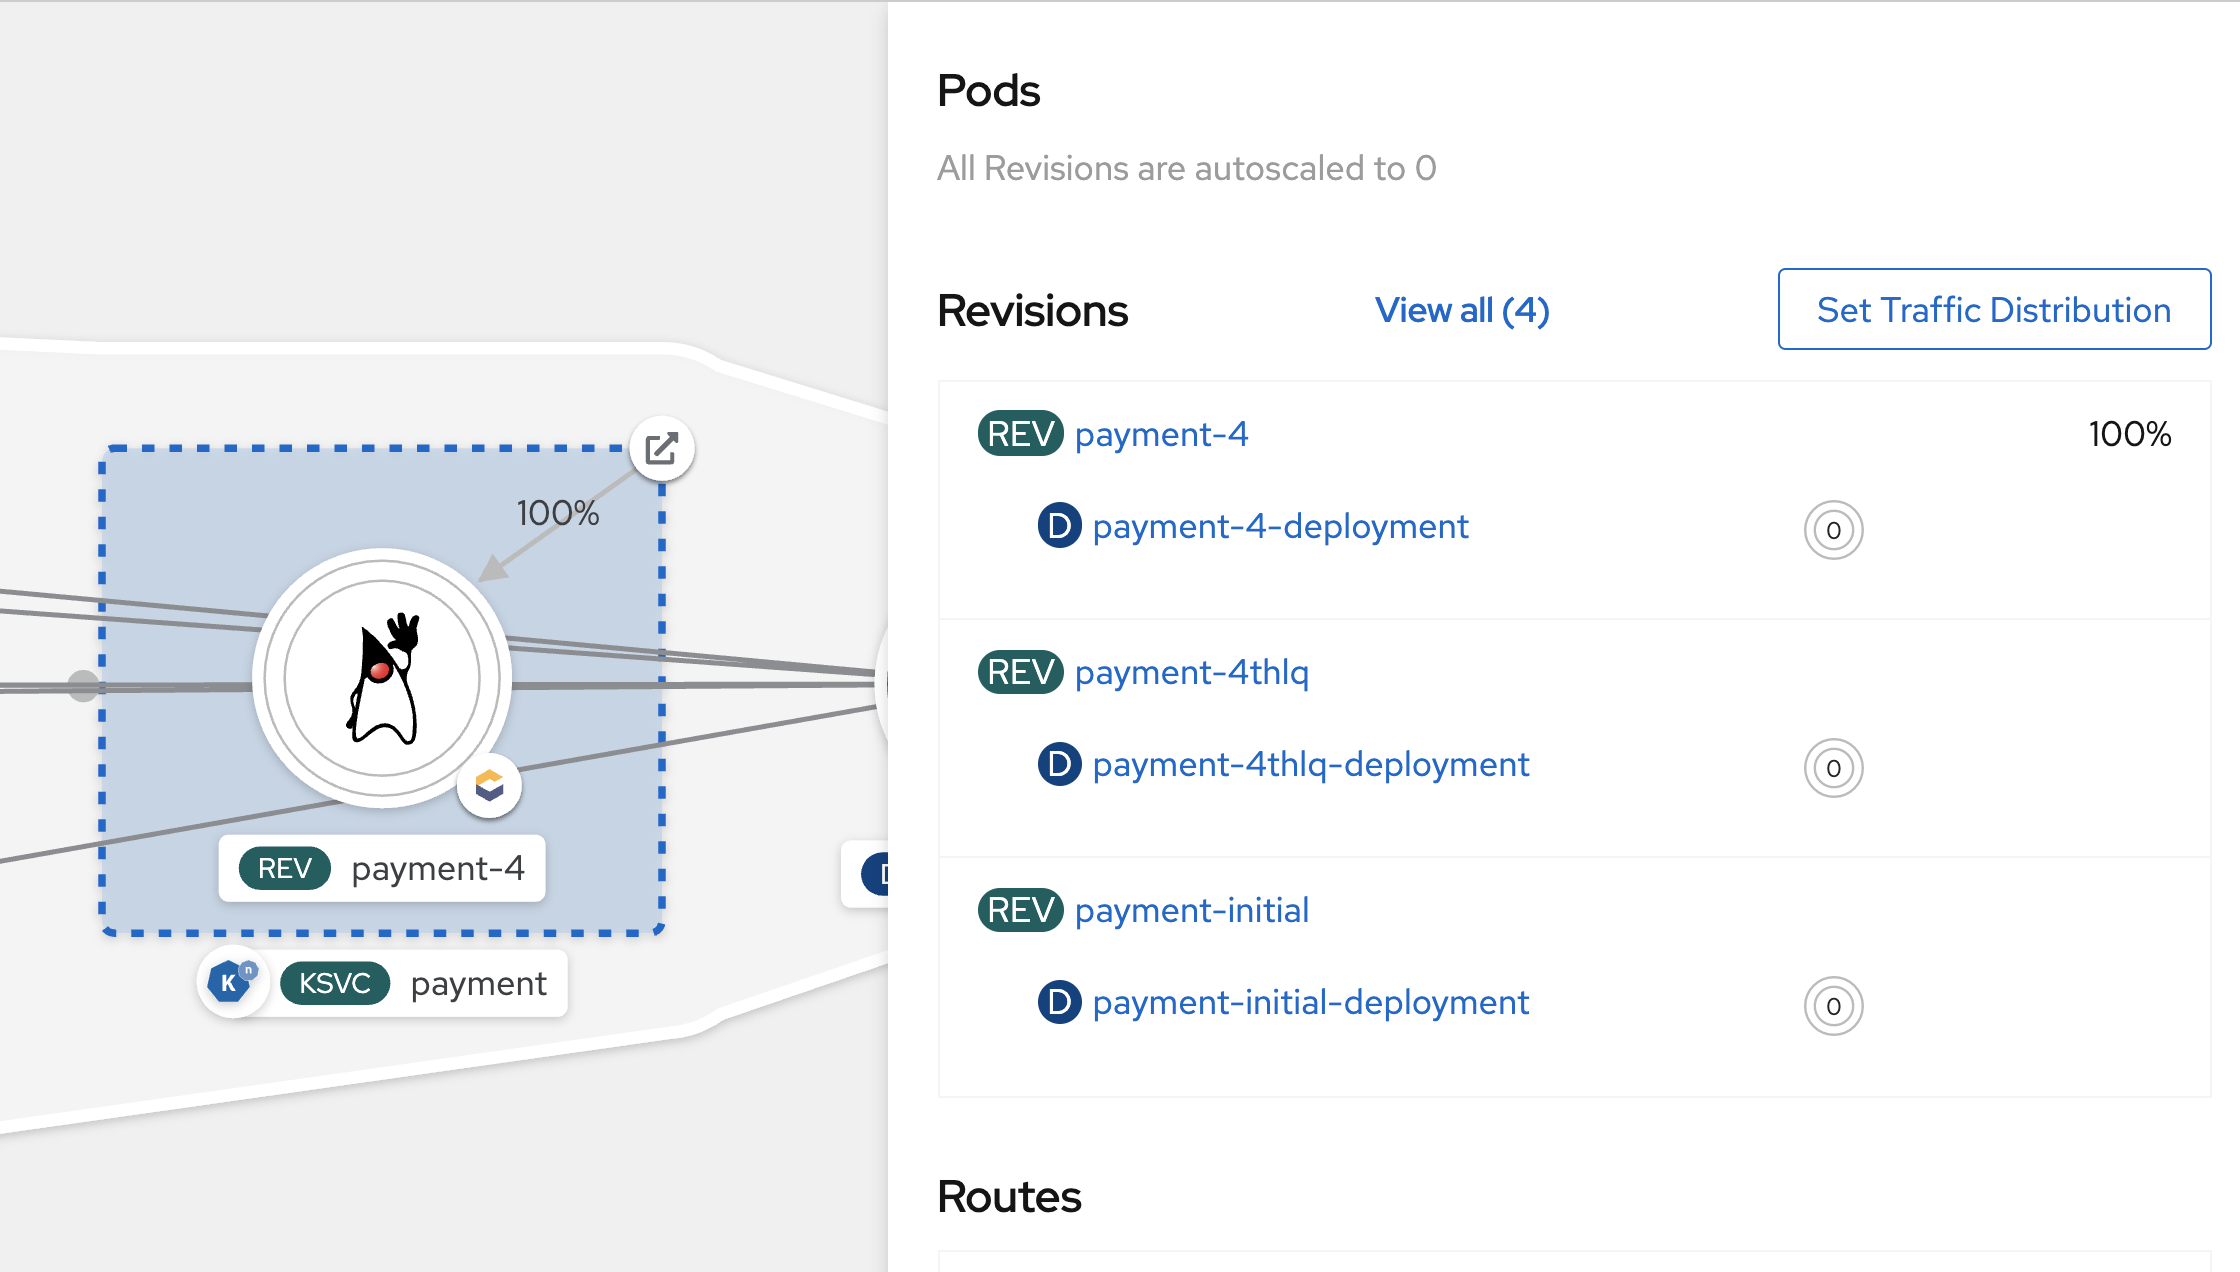 Pods
All Revisions are autoscaled to 0
Revisions
View all (4)
Set Traffic Distribution
REV payment-4
100%
D payment-4-deployment
0
REV payment-4thlq
D payment-4thlq-deployment
0
REV payment-initial
D payment-initial-deployment
0
Routes
100%
REV payment-4
K n KSVC payment